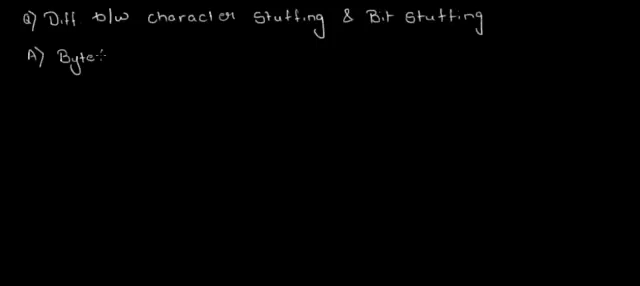 Q) Diff b/w character stuffing & Bit stuffing
A) Byte: